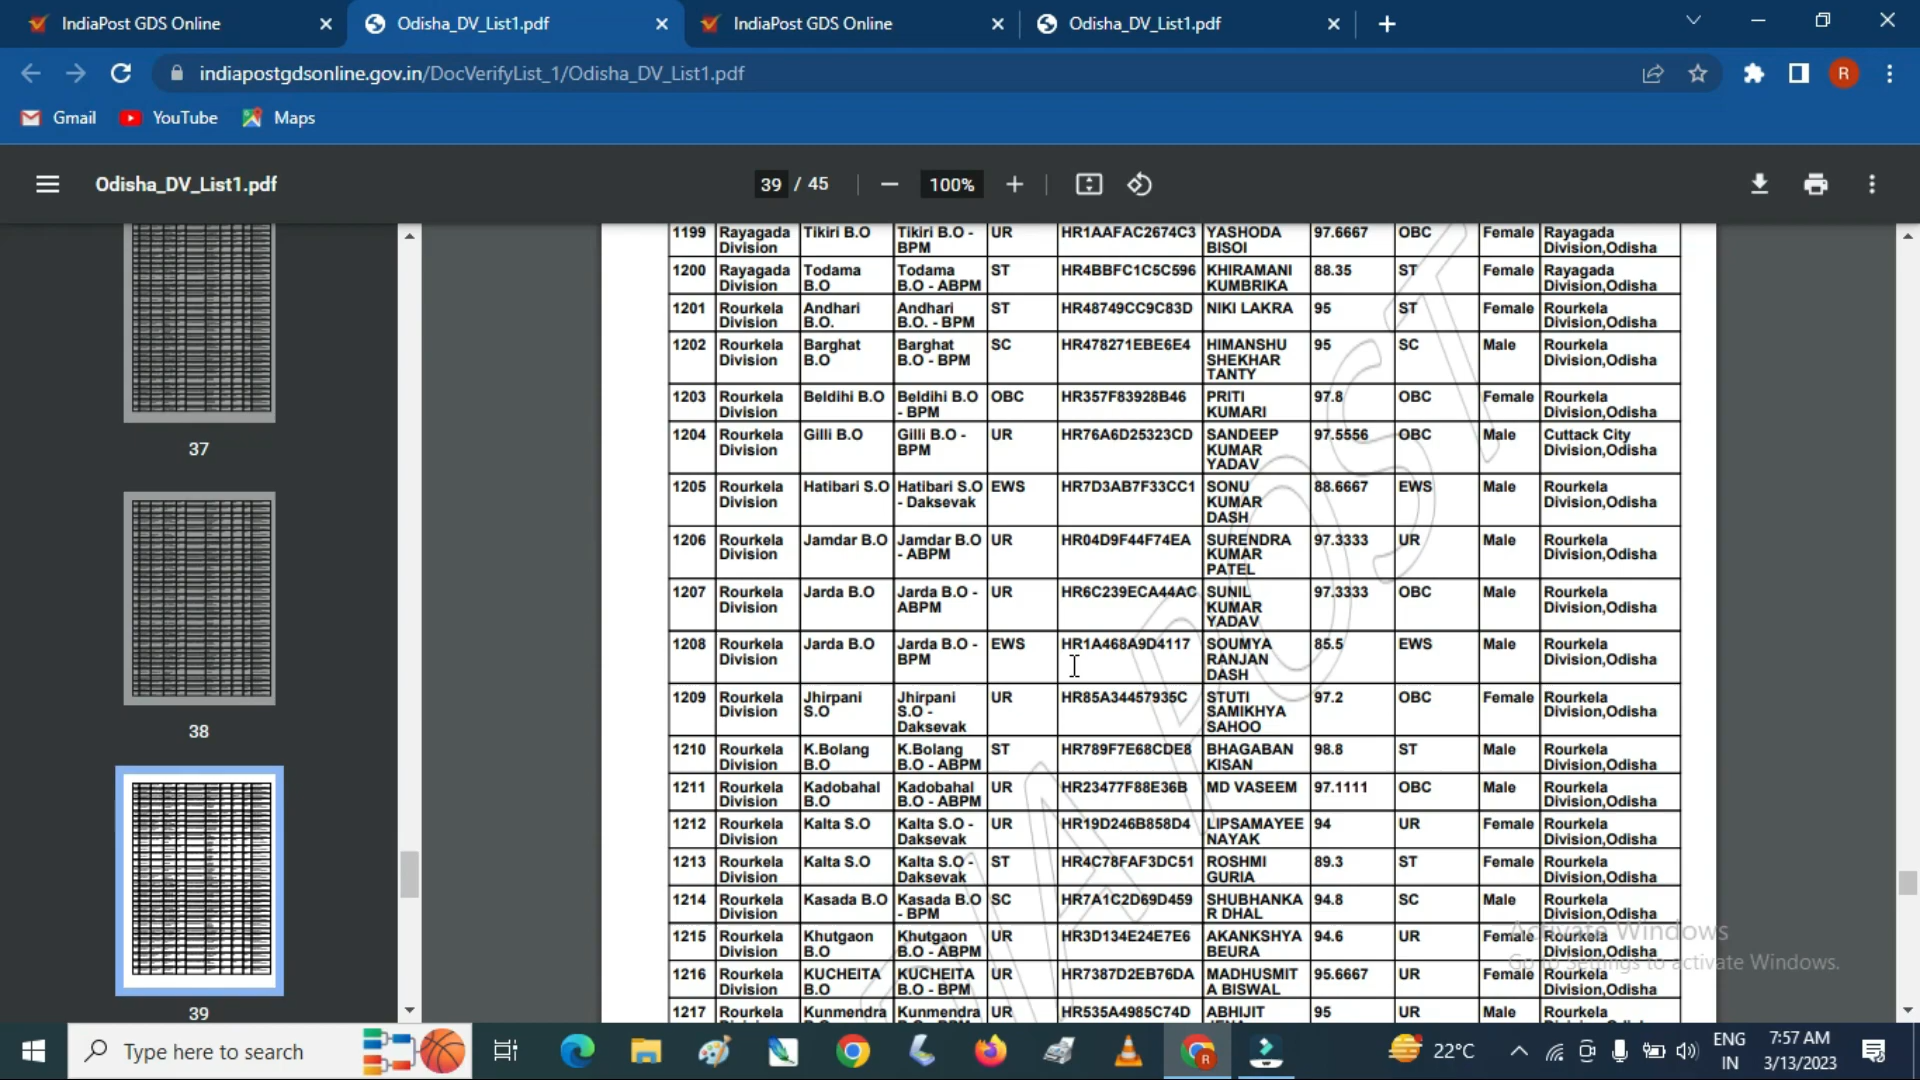 IndiaPost GDS Online
Odisha_DV_List1.pdf
IndiaPost GDS Online
Odisha_DV_List1.pdf
indiapostgdsonline.gov.in/DocVerifyList_1/Odisha_DV_List1.pdf
R
Gmail YouTube Maps
Odisha_DV_List1.pdf
39 / 45
100%
37
38
39
1199 Rayagada Division Tikiri B.O Tikiri B.O - BPM UR HR1AAFAC2674C3 YASHODA BISOI 97.6667 OBC Female Rayagada Division,Odisha
1200 Rayagada Division Todama B.O Todama B.O - ABPM ST HR4BBFC1C5C596 KHIRAMANI KUMBRIKA 88.35 ST Female Rayagada Division,Odisha
1201 Rourkela Division Andhari B.O. Andhari B.O. - BPM ST HR48749CC9C83D NIKI LAKRA 95 ST Female Rourkela Division,Odisha
1202 Rourkela Division Barghat B.O Barghat B.O - BPM SC HR478271EBE6E4 HIMANSHU SHEKHAR TANTY 95 SC Male Rourkela Division,Odisha
1203 Rourkela Division Beldihi B.O Beldihi B.O - BPM OBC HR357F83928B46 PRITI KUMARI 97.8 OBC Female Rourkela Division,Odisha
1204 Rourkela Division Gilli B.O Gilli B.O - BPM UR HR76A6D25323CD SANDEEP KUMAR YADAV 97.5556 OBC Male Cuttack City Division,Odisha
1205 Rourkela Division Hatibari S.O Hatibari S.O - Daksevak EWS HR7D3AB7F33CC1 SONU KUMAR DASH 88.6667 EWS Male Rourkela Division,Odisha
1206 Rourkela Division Jamdar B.O Jamdar B.O - ABPM UR HR04D9F44F74EA SURENDRA KUMAR PATEL 97.3333 UR Male Rourkela Division,Odisha
1207 Rourkela Division Jarda B.O Jarda B.O - ABPM UR HR6C239ECA44AC SUNIL KUMAR YADAV 97.3333 OBC Male Rourkela Division,Odisha
1208 Rourkela Division Jarda B.O Jarda B.O - BPM EWS HR1A468A9D4117 SOUMYA RANJAN DASH 85.5 EWS Male Rourkela Division,Odisha
1209 Rourkela Division Jhirpani S.O Jhirpani S.O - Daksevak UR HR85A34457935C STUTI SAMIKHYA SAHOO 97.2 OBC Female Rourkela Division,Odisha
1210 Rourkela Division K.Bolang B.O K.Bolang B.O - ABPM ST HR789F7E68CDE8 BHAGABAN KISAN 98.8 ST Male Rourkela Division,Odisha
1211 Rourkela Division Kadobahal B.O Kadobahal B.O - ABPM UR HR23477F88E36B MD VASEEM 97.1111 OBC Male Rourkela Division,Odisha
1212 Rourkela Division Kalta S.O Kalta S.O - Daksevak UR HR19D246B858D4 LIPSAMAYEE NAYAK 94 UR Female Rourkela Division,Odisha
1213 Rourkela Division Kalta S.O Kalta S.O - Daksevak ST HR4C78FAF3DC51 ROSHMI GURIA 89.3 ST Female Rourkela Division,Odisha
1214 Rourkela Division Kasada B.O Kasada B.O - BPM SC HR7A1C2D69D459 SHUBHANKA R DHAL 94.8 SC Male Rourkela Division,Odisha
1215 Rourkela Division Khutgaon B.O Khutgaon B.O - ABPM UR HR3D134E24E7E6 AKANKSHYA BEURA 94.6 UR Female Rourkela Division,Odisha
1216 Rourkela Division KUCHEITA B.O KUCHEITA B.O - BPM UR HR7387D2EB76DA MADHUSMIT A BISWAL 95.6667 UR Female Rourkela Division,Odisha
1217 Rourkela Kunmendra Kunmendra UR HR535A4985C74D ABHIJIT 95 UR Male Rourkela
IA POST
Activate Windows
Go to Settings to activate Windows.
Type here to search
R
22°C
ENG
IN
7:57 AM
3/13/2023